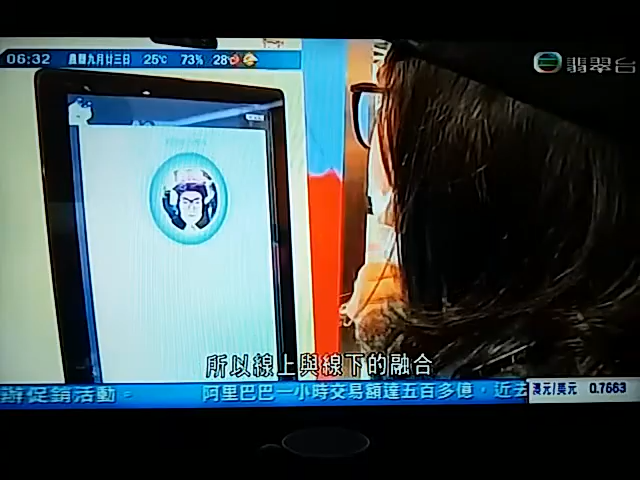 06:32 農曆九月廿三日 25℃ 73% 28
翡翠台
所以線上與線下的融合
辦促銷活動。 阿里巴巴一小時交易額達五百多億，近去
澳元/美元 0.7663